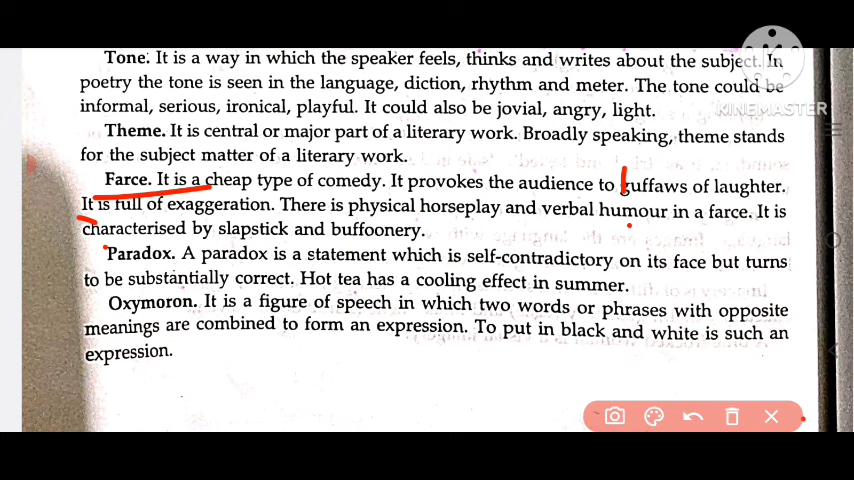 Tone. It is a way in which the speaker feels, thinks and writes about the subject. In
poetry the tone is seen in the language, diction, rhythm and meter. The tone could be
informal, serious, ironical, playful. It could also be jovial, angry, light.
KINEMASTER
Theme. It is central or major part of a literary work. Broadly speaking, theme stands
for the subject matter of a literary work.
Farce. It is a cheap type of comedy. It provokes the audience to guffaws of laughter.
It is full of exaggeration. There is physical horseplay and verbal humour in a farce. It is
characterised by slapstick and buffoonery.
Paradox. A paradox is a statement which is self-contradictory on its face but turns
to be substantially correct. Hot tea has a cooling effect in summer.
Oxymoron. It is a figure of speech in which two words or phrases with opposite
meanings are combined to form an expression. To put in black and white is such an
expression.